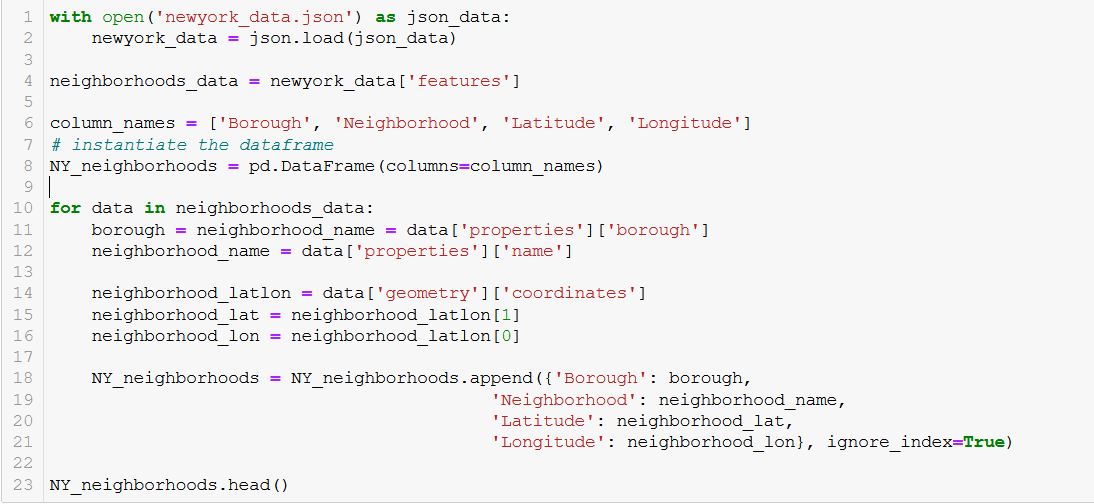 1 with open('newyork_data.json') as json_data:
2     newyork_data = json.load(json_data)
3
4 neighborhoods_data = newyork_data['features']
5
6 column_names = ['Borough', 'Neighborhood', 'Latitude', 'Longitude']
7 # instantiate the dataframe
8 NY_neighborhoods = pd.DataFrame(columns=column_names)
9
10 for data in neighborhoods_data:
11     borough = neighborhood_name = data['properties']['borough']
12     neighborhood_name = data['properties']['name']
13
14     neighborhood_latlon = data['geometry']['coordinates']
15     neighborhood_lat = neighborhood_latlon[1]
16     neighborhood_lon = neighborhood_latlon[0]
17
18     NY_neighborhoods = NY_neighborhoods.append({'Borough': borough,
19                                           'Neighborhood': neighborhood_name,
20                                           'Latitude': neighborhood_lat,
21                                           'Longitude': neighborhood_lon}, ignore_index=True)
22
23 NY_neighborhoods.head()